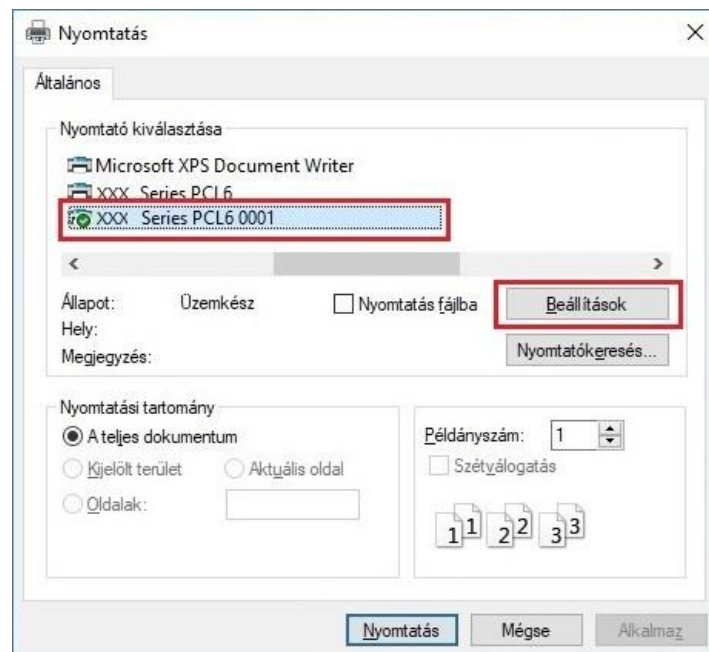 Nyomtatás
Általános
Nyomtató kiválasztása
Microsoft XPS Document Writer
XXX Series PCL6
XXX Series PCL6 0001
Állapot: Üzemkész Nyomtatás fájlba Beállítások
Hely:
Megjegyzés: Nyomtatókeresés...
Nyomtatási tartomány
A teljes dokumentum
Kijelölt terület Aktuális oldal
Oldalak:
Példányszám: 1
Szétválogatás
1 1 2 2 3 3
Nyomtatás Mégse Alkalmaz